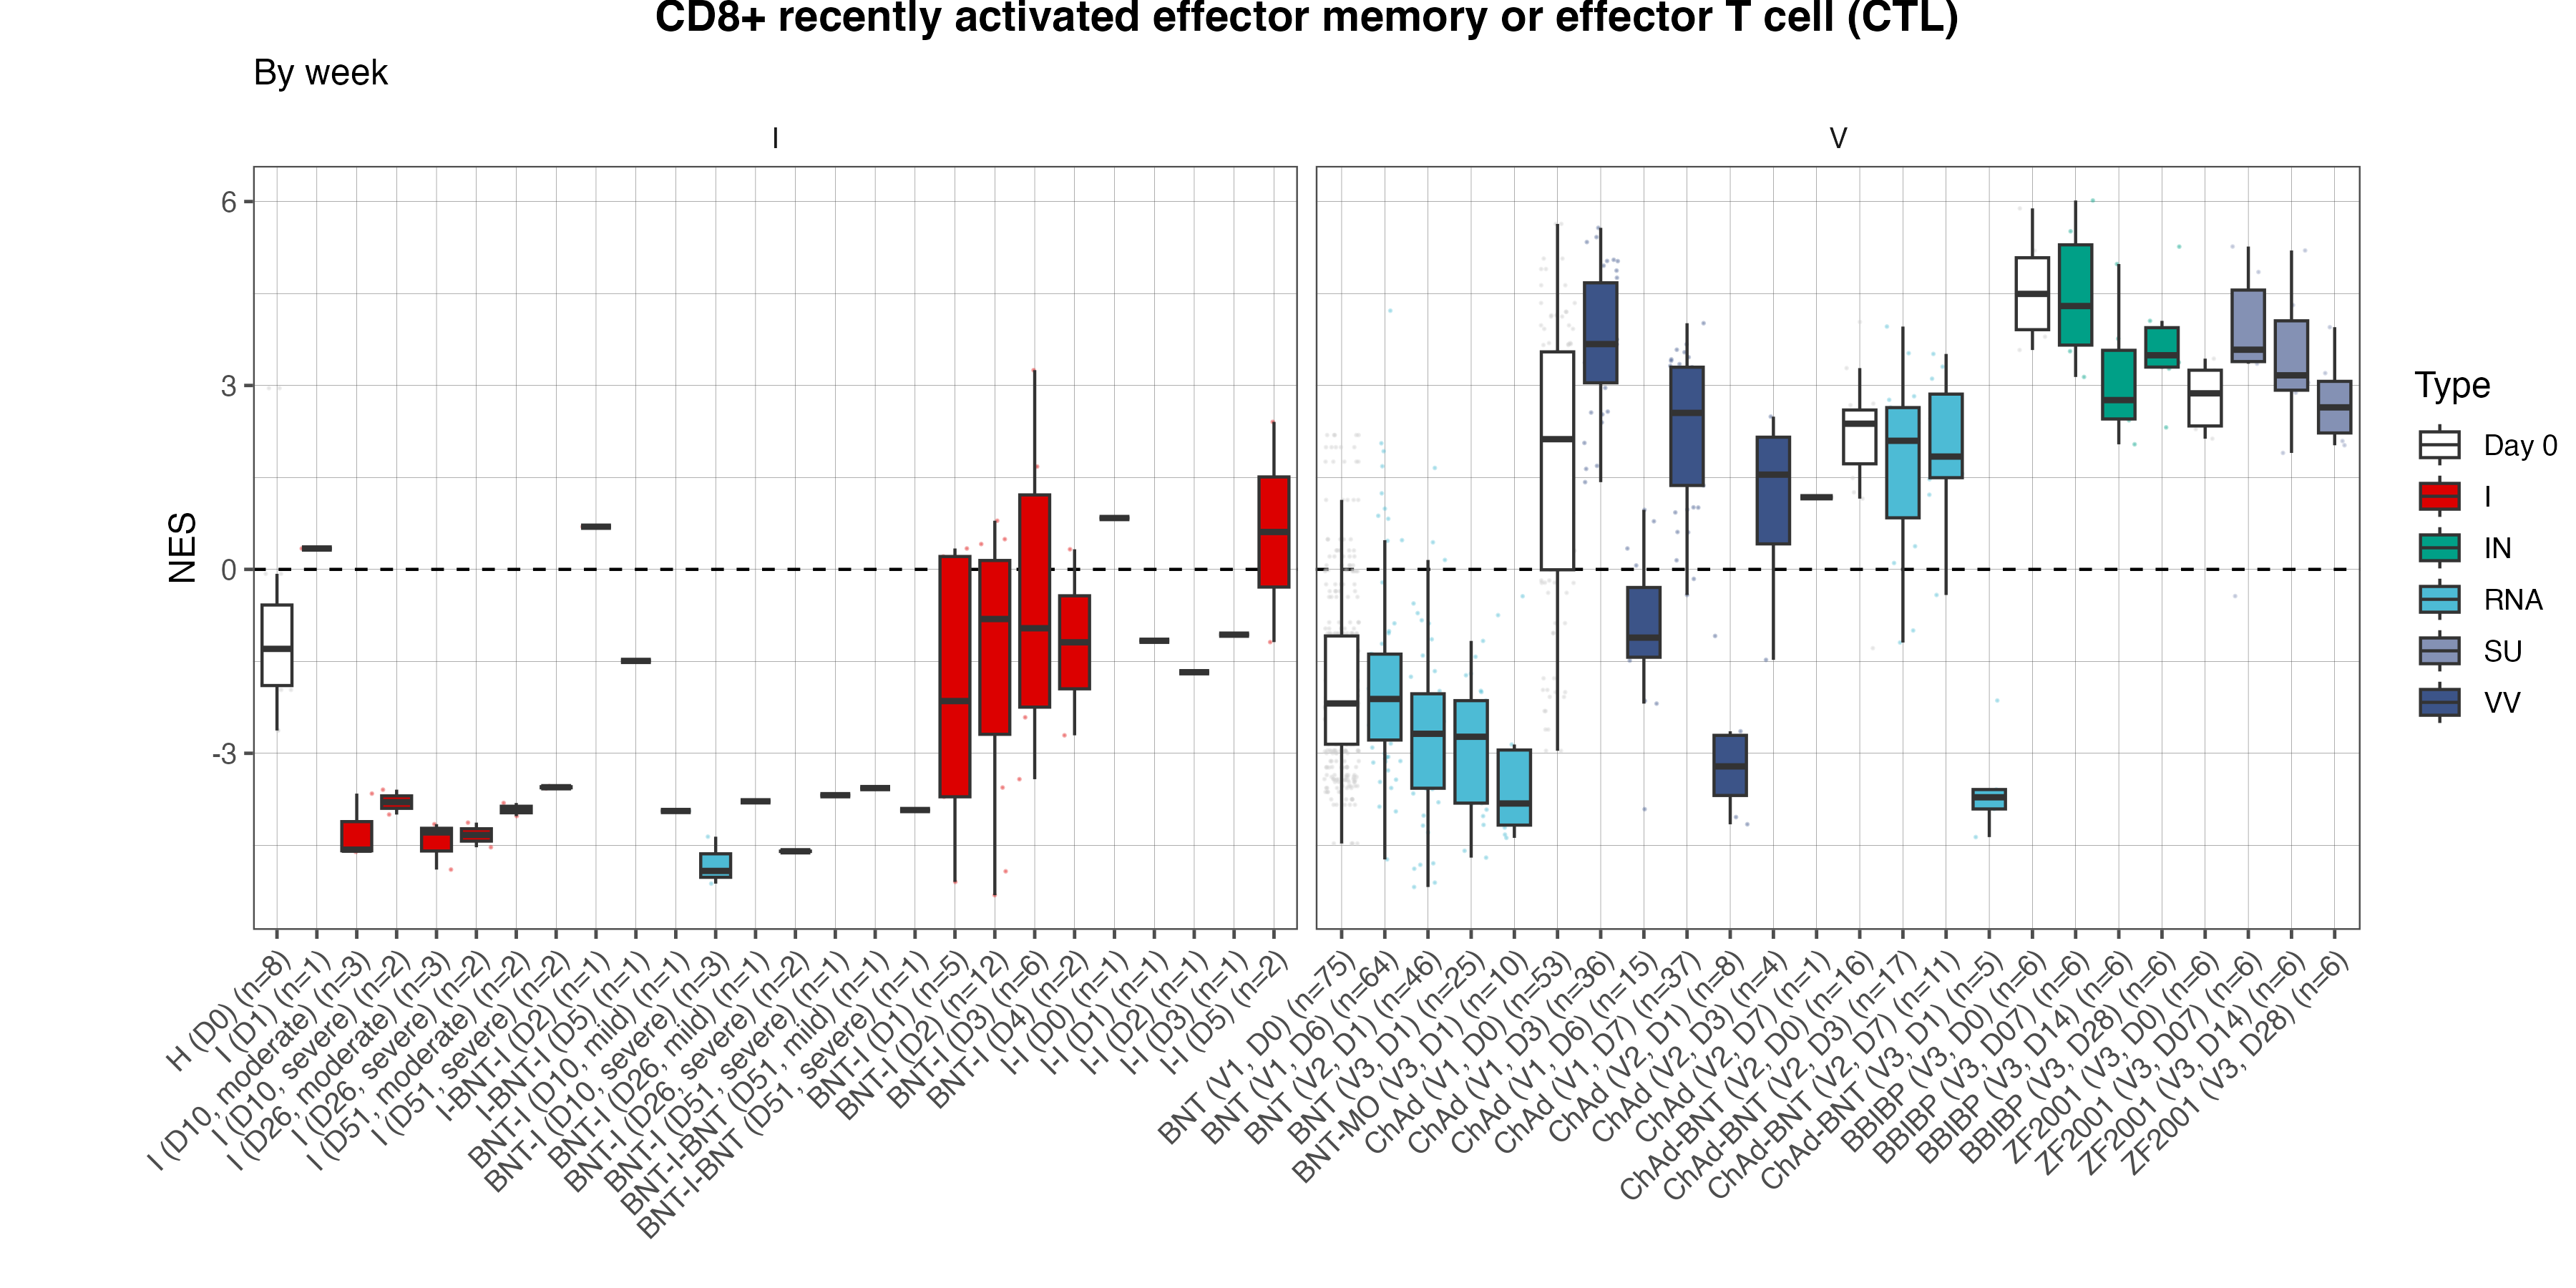 CD8+ recently activated effector memory or effector T cell (CTL)
By week
I
V
6
3
0
-3
NES
H (D0) (n=8)
I (D1) (n=1)
I (D10, moderate) (n=3)
I (D10, severe) (n=2)
I (D26, moderate) (n=3)
I (D26, severe) (n=2)
I (D51, moderate) (n=2)
I (D51, severe) (n=2)
I-BNT-I (D2) (n=1)
I-BNT-I (D5) (n=1)
BNT-I (D10, mild) (n=1)
BNT-I (D10, severe) (n=3)
BNT-I (D26, mild) (n=1)
BNT-I (D26, severe) (n=2)
BNT-I (D51, severe) (n=1)
BNT-I-BNT (D51, mild) (n=1)
BNT-I-BNT (D51, severe) (n=1)
BNT-I (D1) (n=5)
BNT-I (D2) (n=12)
BNT-I (D3) (n=6)
BNT-I (D4) (n=2)
I-I (D0) (n=1)
I-I (D1) (n=1)
I-I (D2) (n=1)
I-I (D3) (n=1)
I-I (D5) (n=2)
BNT (V1, D0) (n=75)
BNT (V1, D6) (n=64)
BNT (V2, D1) (n=46)
BNT (V3, D1) (n=25)
BNT-MO (V3, D1) (n=10)
ChAd (V1, D0) (n=53)
ChAd (V1, D3) (n=36)
ChAd (V1, D6) (n=15)
ChAd (V1, D7) (n=37)
ChAd (V2, D1) (n=8)
ChAd (V2, D3) (n=4)
ChAd (V2, D7) (n=1)
ChAd-BNT (V2, D0) (n=16)
ChAd-BNT (V2, D3) (n=17)
ChAd-BNT (V2, D7) (n=11)
ChAd-BNT (V3, D1) (n=5)
BBIBP (V3, D0) (n=6)
BBIBP (V3, D07) (n=6)
BBIBP (V3, D14) (n=6)
BBIBP (V3, D28) (n=6)
ZF2001 (V3, D0) (n=6)
ZF2001 (V3, D07) (n=6)
ZF2001 (V3, D14) (n=6)
ZF2001 (V3, D28) (n=6)
Type
Day 0
I
IN
RNA
SU
VV